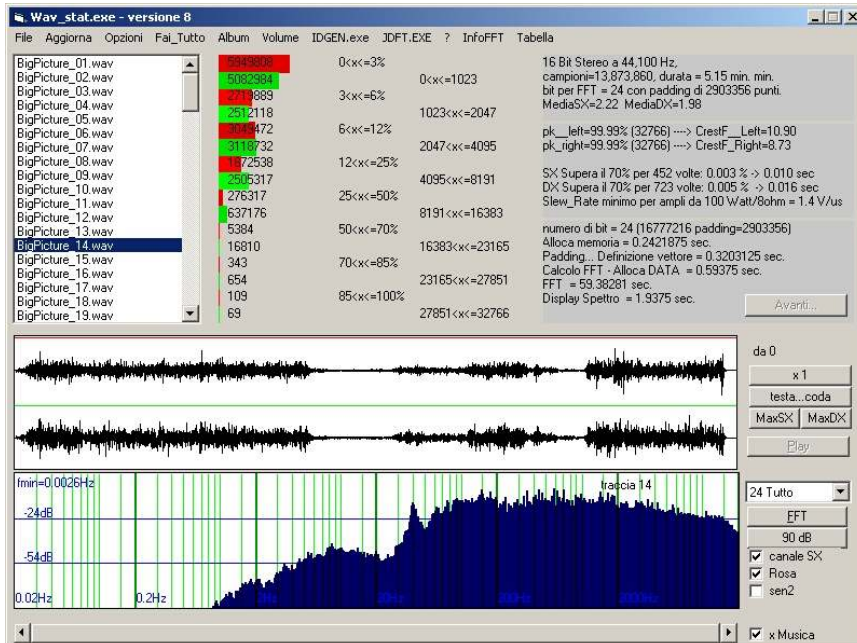 Wav_stat.exe - versione 8
File Aggiorna Opzioni Fai_Tutto Album Volume IDGEN.exe JDFT.EXE ? InfoFFT Tabella
BigPicture_01.wav
BigPicture_02.wav
BigPicture_03.wav
BigPicture_04.wav
BigPicture_05.wav
BigPicture_06.wav
BigPicture_07.wav
BigPicture_08.wav
BigPicture_09.wav
BigPicture_10.wav
BigPicture_11.wav
BigPicture_12.wav
BigPicture_13.wav
BigPicture_14.wav
BigPicture_15.wav
BigPicture_16.wav
BigPicture_17.wav
BigPicture_18.wav
BigPicture_19.wav
5949808 0<x<=3%
5082984 0<x<=1023
2719889 3<x<=6%
2512118 1023<x<=2047
3049472 6<x<=12%
3118732 2047<x<=4095
1872538 12<x<=25%
2505317 4095<x<=8191
276317 25<x<=50%
637176 8191<x<=16383
5384 50<x<=70%
16810 16383<x<=23165
343 70<x<=85%
654 23165<x<=27851
109 85<x<=100%
69 27851<x<=32766
16 Bit Stereo a 44,100 Hz,
campioni=13,873,860, durata = 5.15 min. min.
bit per FFT = 24 con padding di 2903356 punti.
MediaSX=2.22 MediaDX=1.98
pk__left=99.99% (32766) ----> CrestF__Left=10.90
pk_right=99.99% (32766) ----> CrestF_Right=8.73
SX Supera il 70% per 452 volte: 0.003 % -> 0.010 sec
DX Supera il 70% per 723 volte: 0.005 % -> 0.016 sec
Slew_Rate minimo per ampli da 100 Watt/8ohm = 1.4 V/us
numero di bit = 24 (16777216 padding=2903356)
Alloca memoria = 0.2421875 sec.
Padding... Definizione vettore = 0.3203125 sec.
Calcolo FFT - Alloca DATA = 0.59375 sec.
FFT = 59.38281 sec.
Display Spettro = 1.9375 sec.
Avanti...
da 0
x 1
testa...coda
MaxSX MaxDX
Play
fmin=0.0026Hz
traccia 14
-24dB
-54dB
0.02Hz 0.2Hz 2Hz 20Hz 200Hz 2000Hz
24 Tutto
FFT
90 dB
canale SX
Rosa
sen2
x Musica